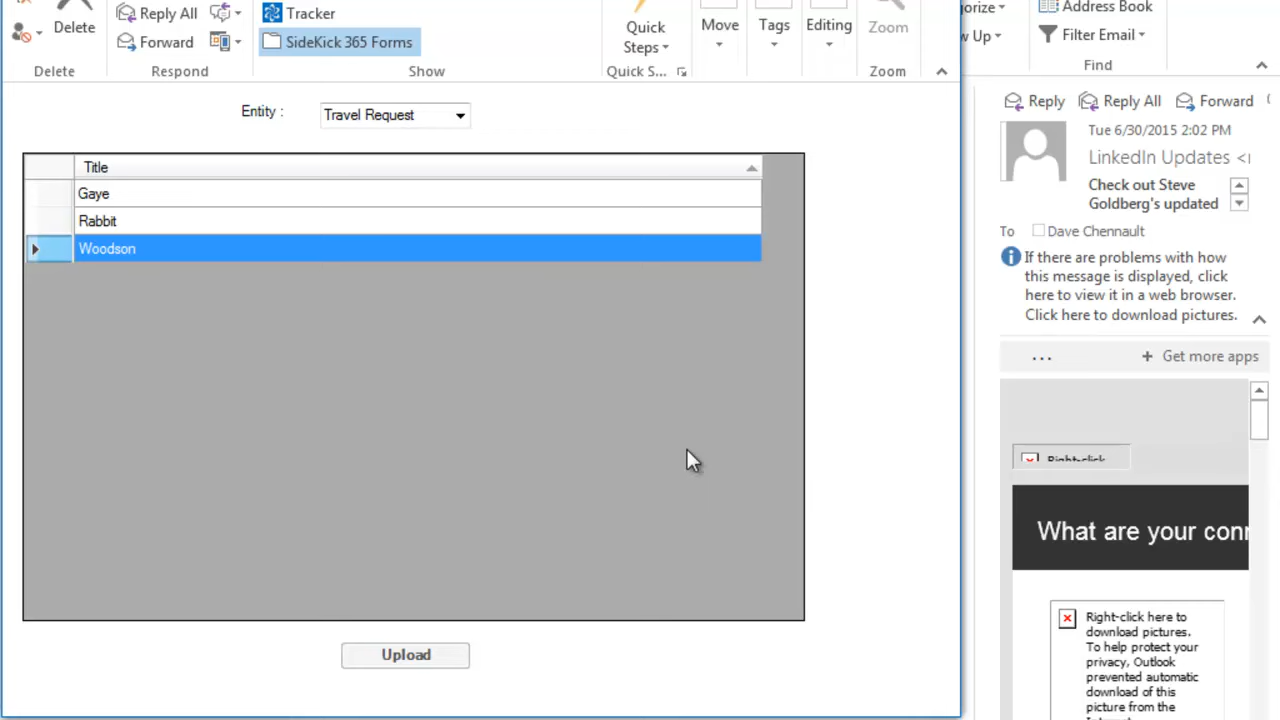 Delete
Delete
Reply All
Forward
Respond
Tracker
SideKick 365 Forms
Show
Quick
Steps
Quick S...
Move
Tags
Editing
Zoom
Zoom
Address Book
Filter Email
Find
Entity :
Travel Request
Title
Gaye
Rabbit
Woodson
Upload
Reply
Reply All
Forward
Tue 6/30/2015 2:02 PM
LinkedIn Updates <
Check out Steve
Goldberg's updated
To
Dave Chennault
If there are problems with how
this message is displayed, click
here to view it in a web browser.
Click here to download pictures.
...
+ Get more apps
Right-click
What are your
Right-click here to
download pictures.
To help protect your
privacy, Outlook
prevented automatic
download of this
picture from the